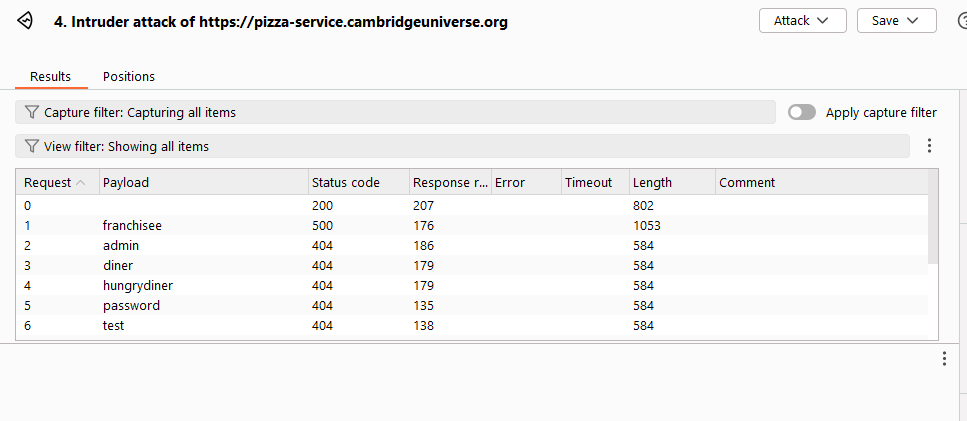 4. Intruder attack of https://pizza-service.cambridgeuniverse.org
Attack
Save
Results
Positions
Capture filter: Capturing all items
Apply capture filter
View filter: Showing all items
Request Payload Status code Response r... Error Timeout Length Comment
0 200 207 802
1 franchisee 500 176 1053
2 admin 404 186 584
3 diner 404 179 584
4 hungrydiner 404 179 584
5 password 404 135 584
6 test 404 138 584